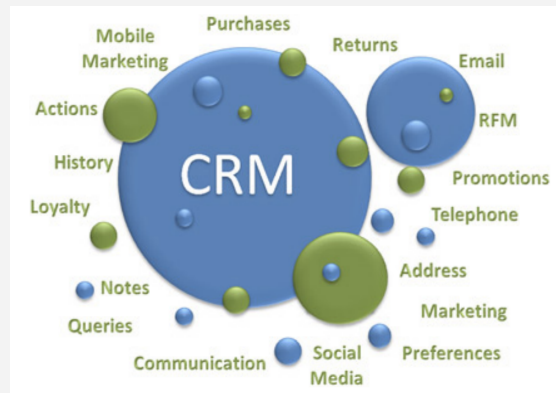 Purchases
Mobile
Marketing
Returns
Email
Actions
RFM
History
CRM
Promotions
Loyalty
Telephone
Address
Notes
Marketing
Queries
Communication
Social
Media
Preferences